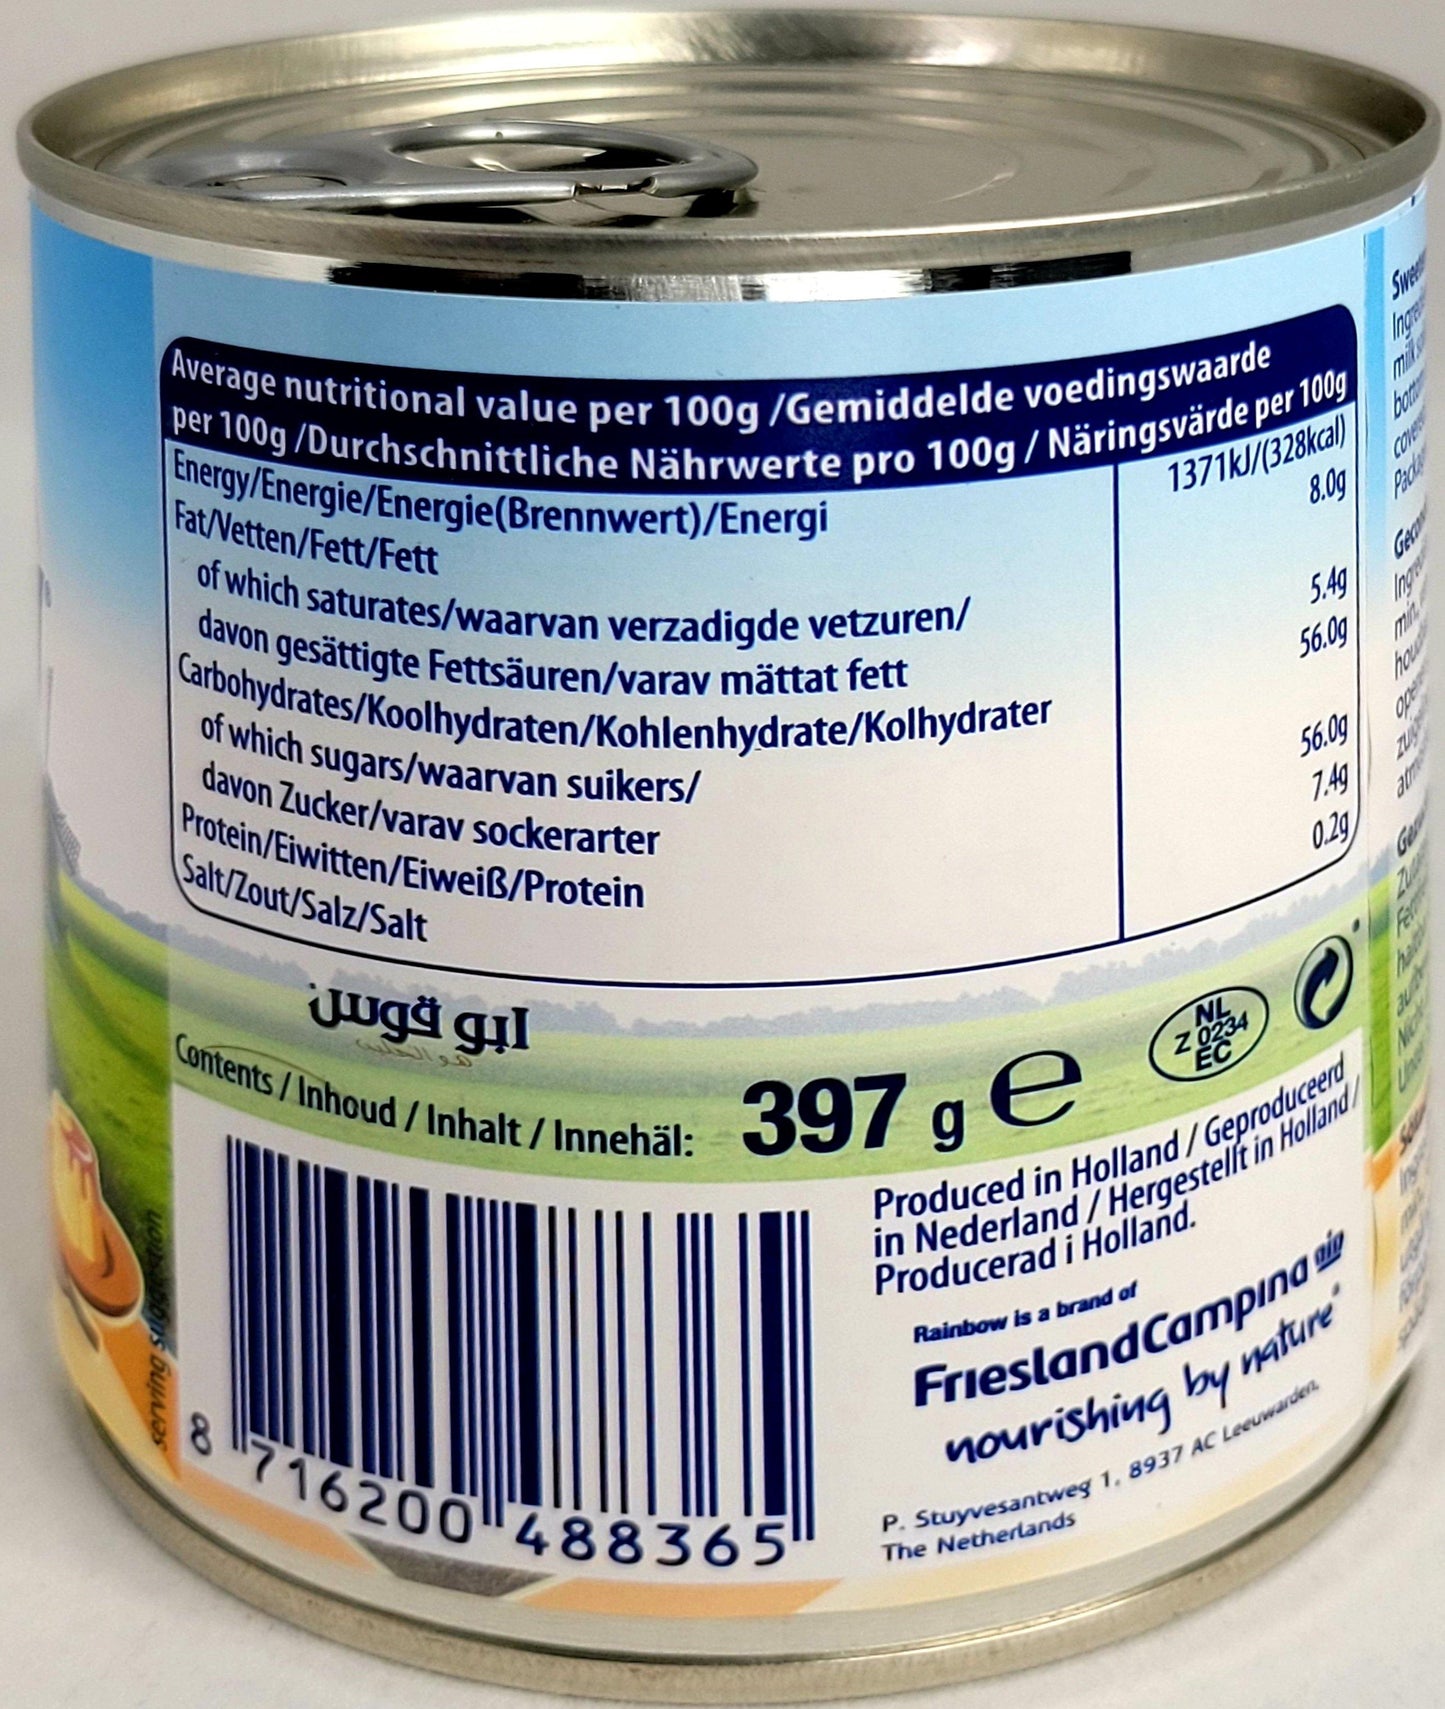 Average nutritional value per 100g /Gemiddelde voedingswaarde
per 100g /Durchschnittliche Nährwerte pro 100g / Näringsvärde per 100g
Energy/Energie/Energie(Brennwert)/Energi 1371kJ/(328kcal)
Fat/Vetten/Fett/Fett 8.0g
of which saturates/waarvan verzadigde vetzuren/
davon gesättigte Fettsäuren/varav mättat fett 5.4g
Carbohydrates/Koolhydraten/Kohlenhydrate/Kolhydrater 56.0g
of which sugars/waarvan suikers/
davon Zucker/varav sockerarter 56.0g
Protein/Eiwitten/Eiweiß/Protein 7.4g
Salt/Zout/Salz/Salt 0.2g
ابو قوس
NL
Z 0234
EC
Contents / Inhoud / Inhalt / Innehäl: 397 g e
Produced in Holland / Geproduceerd
in Nederland / Hergestellt in Holland /
Producerad i Holland.
Rainbow is a brand of
FrieslandCampina
nourishing by nature
P. Stuyvesantweg 1, 8937 AC Leeuwarden,
The Netherlands
8 716200 488365
serving suggestion